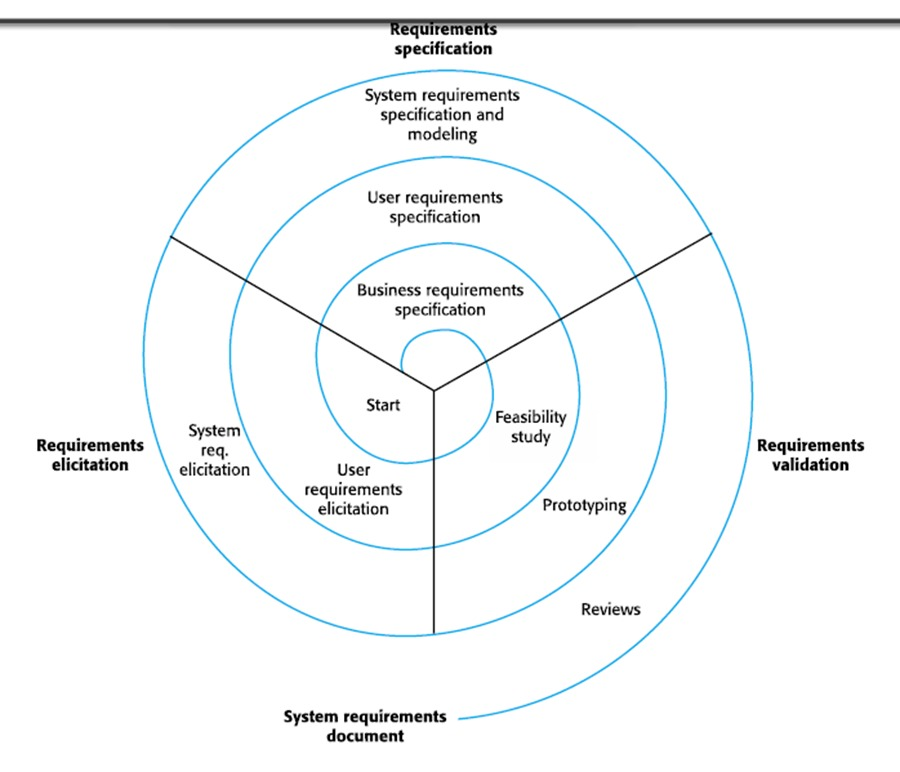 Requirements
specification
System requirements
specification and
modeling
User requirements
specification
Business requirements
specification
Start
Feasibility
study
System
req.
elicitation
Requirements
elicitation
Requirements
validation
User
requirements
elicitation
Prototyping
Reviews
System requirements
document